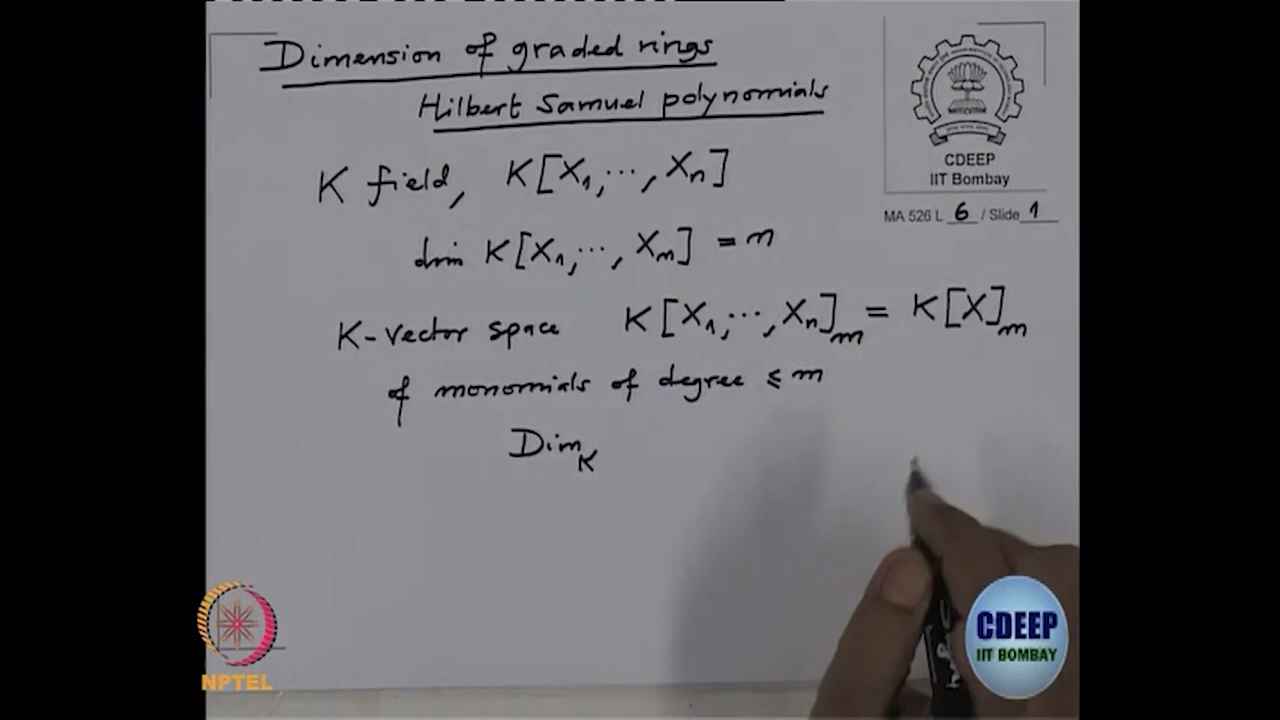 Dimension of graded rings
Hilbert Samuel polynomials
K field, K[X₁,···,Xₙ]
dim K[X₁,···,Xₙ] = n
K-vector space K[X₁,···,Xₙ]ₘ = K[X]ₘ
of monomials of degree ≤ m
Dim_K
CDEEP
IIT Bombay
MA 526 L 6 / Slide 1
NPTEL
CDEEP
IIT BOMBAY